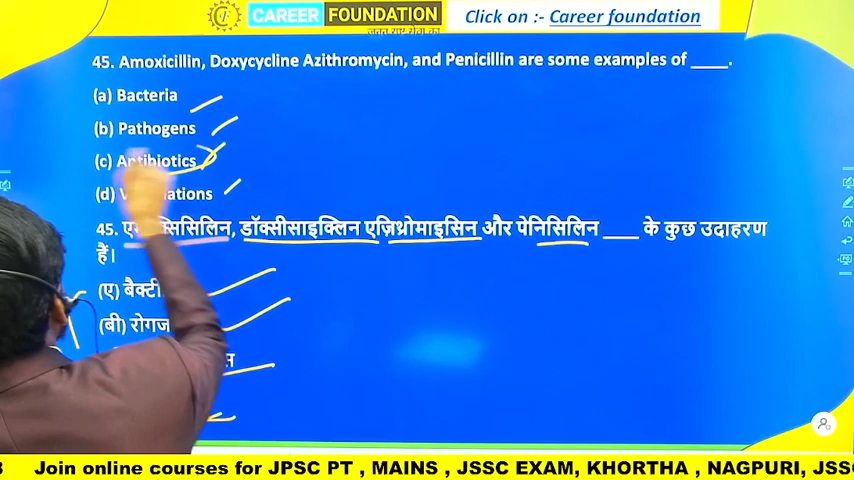 CAREER FOUNDATION
जनत राष्ट्र सेवा का
Click on :- Career foundation
45. Amoxicillin, Doxycycline Azithromycin, and Penicillin are some examples of ____.
(a) Bacteria
(b) Pathogens
(c) Antibiotics
(d)
45. डॉक्सीसाइक्लिन एज़िथ्रोमाइसिन और पेनिसिलिन ____ के कुछ उदाहरण
हैं।
(ए)
(बी)
Join online courses for JPSC PT , MAINS , JSSC EXAM, KHORTHA , NAGPURI,